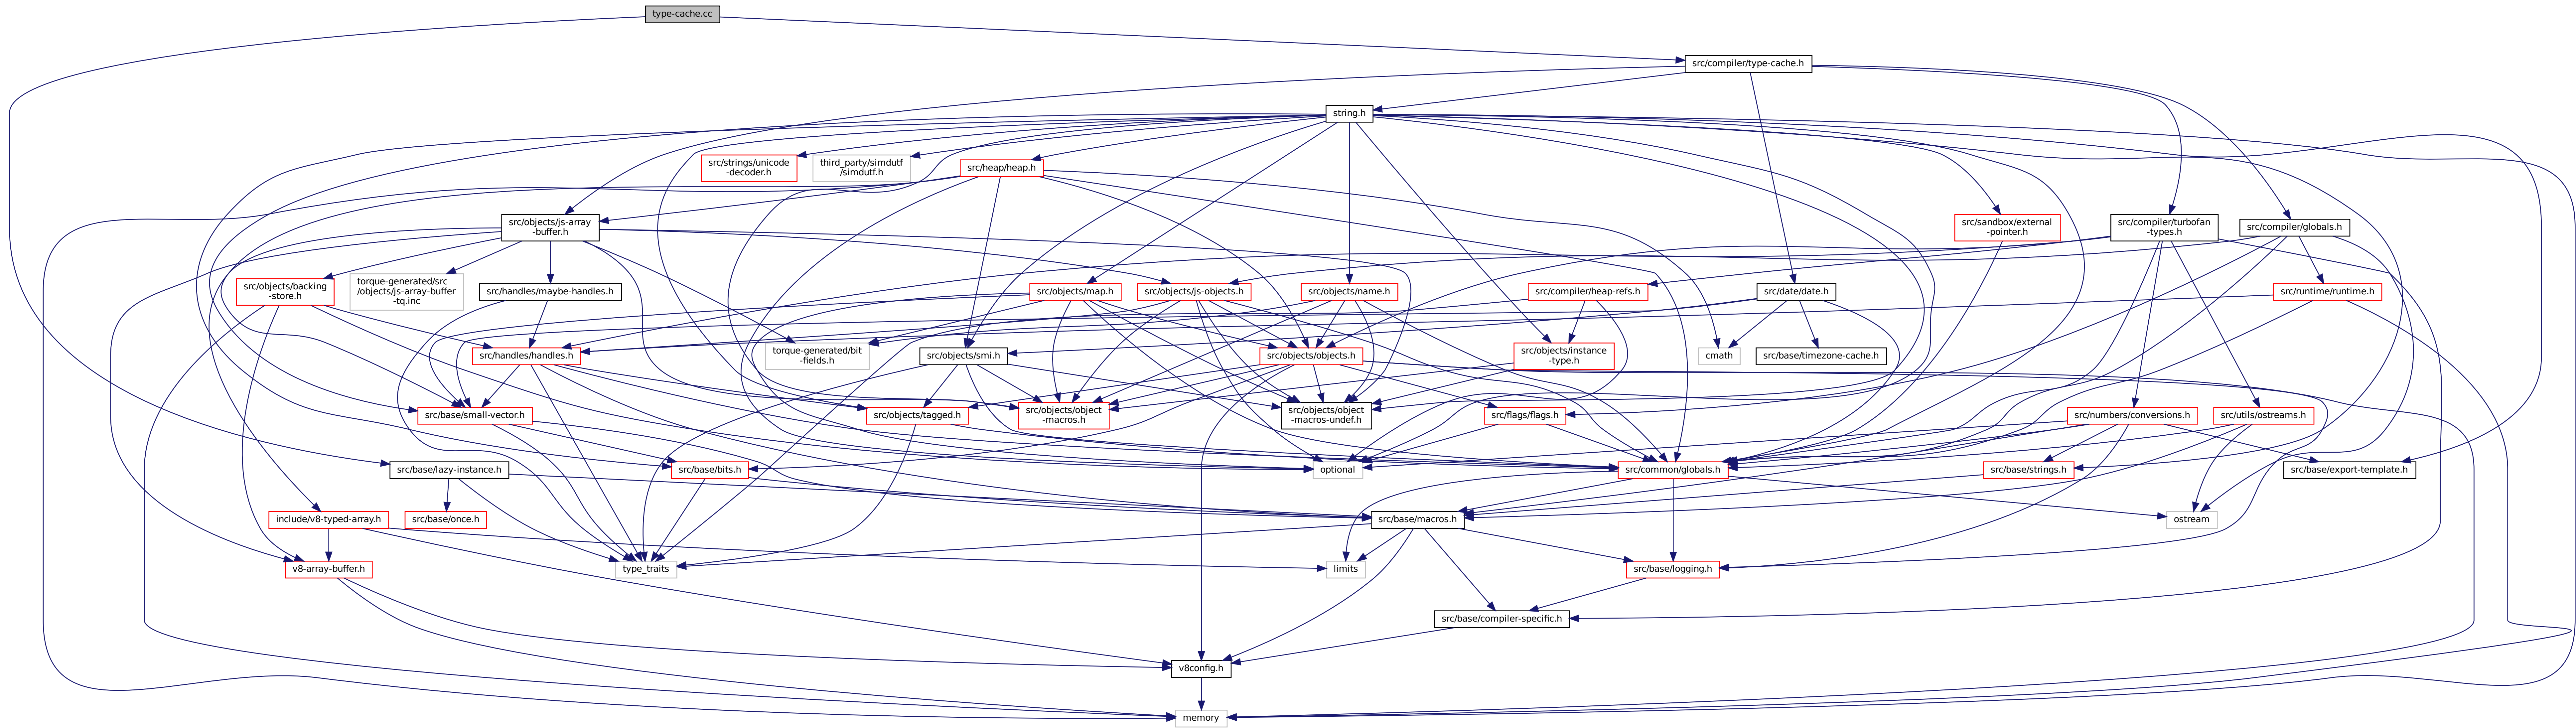 type-cache.cc
src/compiler/type-cache.h
string.h
src/strings/unicode
-decoder.h
third_party/simdutf
/simdutf.h
src/heap/heap.h
src/objects/js-array
-buffer.h
src/sandbox/external
-pointer.h
src/compiler/turbofan
-types.h
src/compiler/globals.h
src/objects/backing
-store.h
torque-generated/src
/objects/js-array-buffer
-tq.inc
src/handles/maybe-handles.h
src/objects/map.h
src/objects/js-objects.h
src/objects/name.h
src/compiler/heap-refs.h
src/date/date.h
src/runtime/runtime.h
src/handles/handles.h
torque-generated/bit
-fields.h
src/objects/smi.h
src/objects/objects.h
src/objects/instance
-type.h
cmath
src/base/timezone-cache.h
src/base/small-vector.h
src/objects/tagged.h
src/objects/object
-macros.h
src/objects/object
-macros-undef.h
src/flags/flags.h
src/numbers/conversions.h
src/utils/ostreams.h
src/base/lazy-instance.h
src/base/bits.h
optional
src/common/globals.h
src/base/strings.h
src/base/export-template.h
include/v8-typed-array.h
src/base/once.h
src/base/macros.h
ostream
v8-array-buffer.h
type_traits
limits
src/base/logging.h
src/base/compiler-specific.h
v8config.h
memory